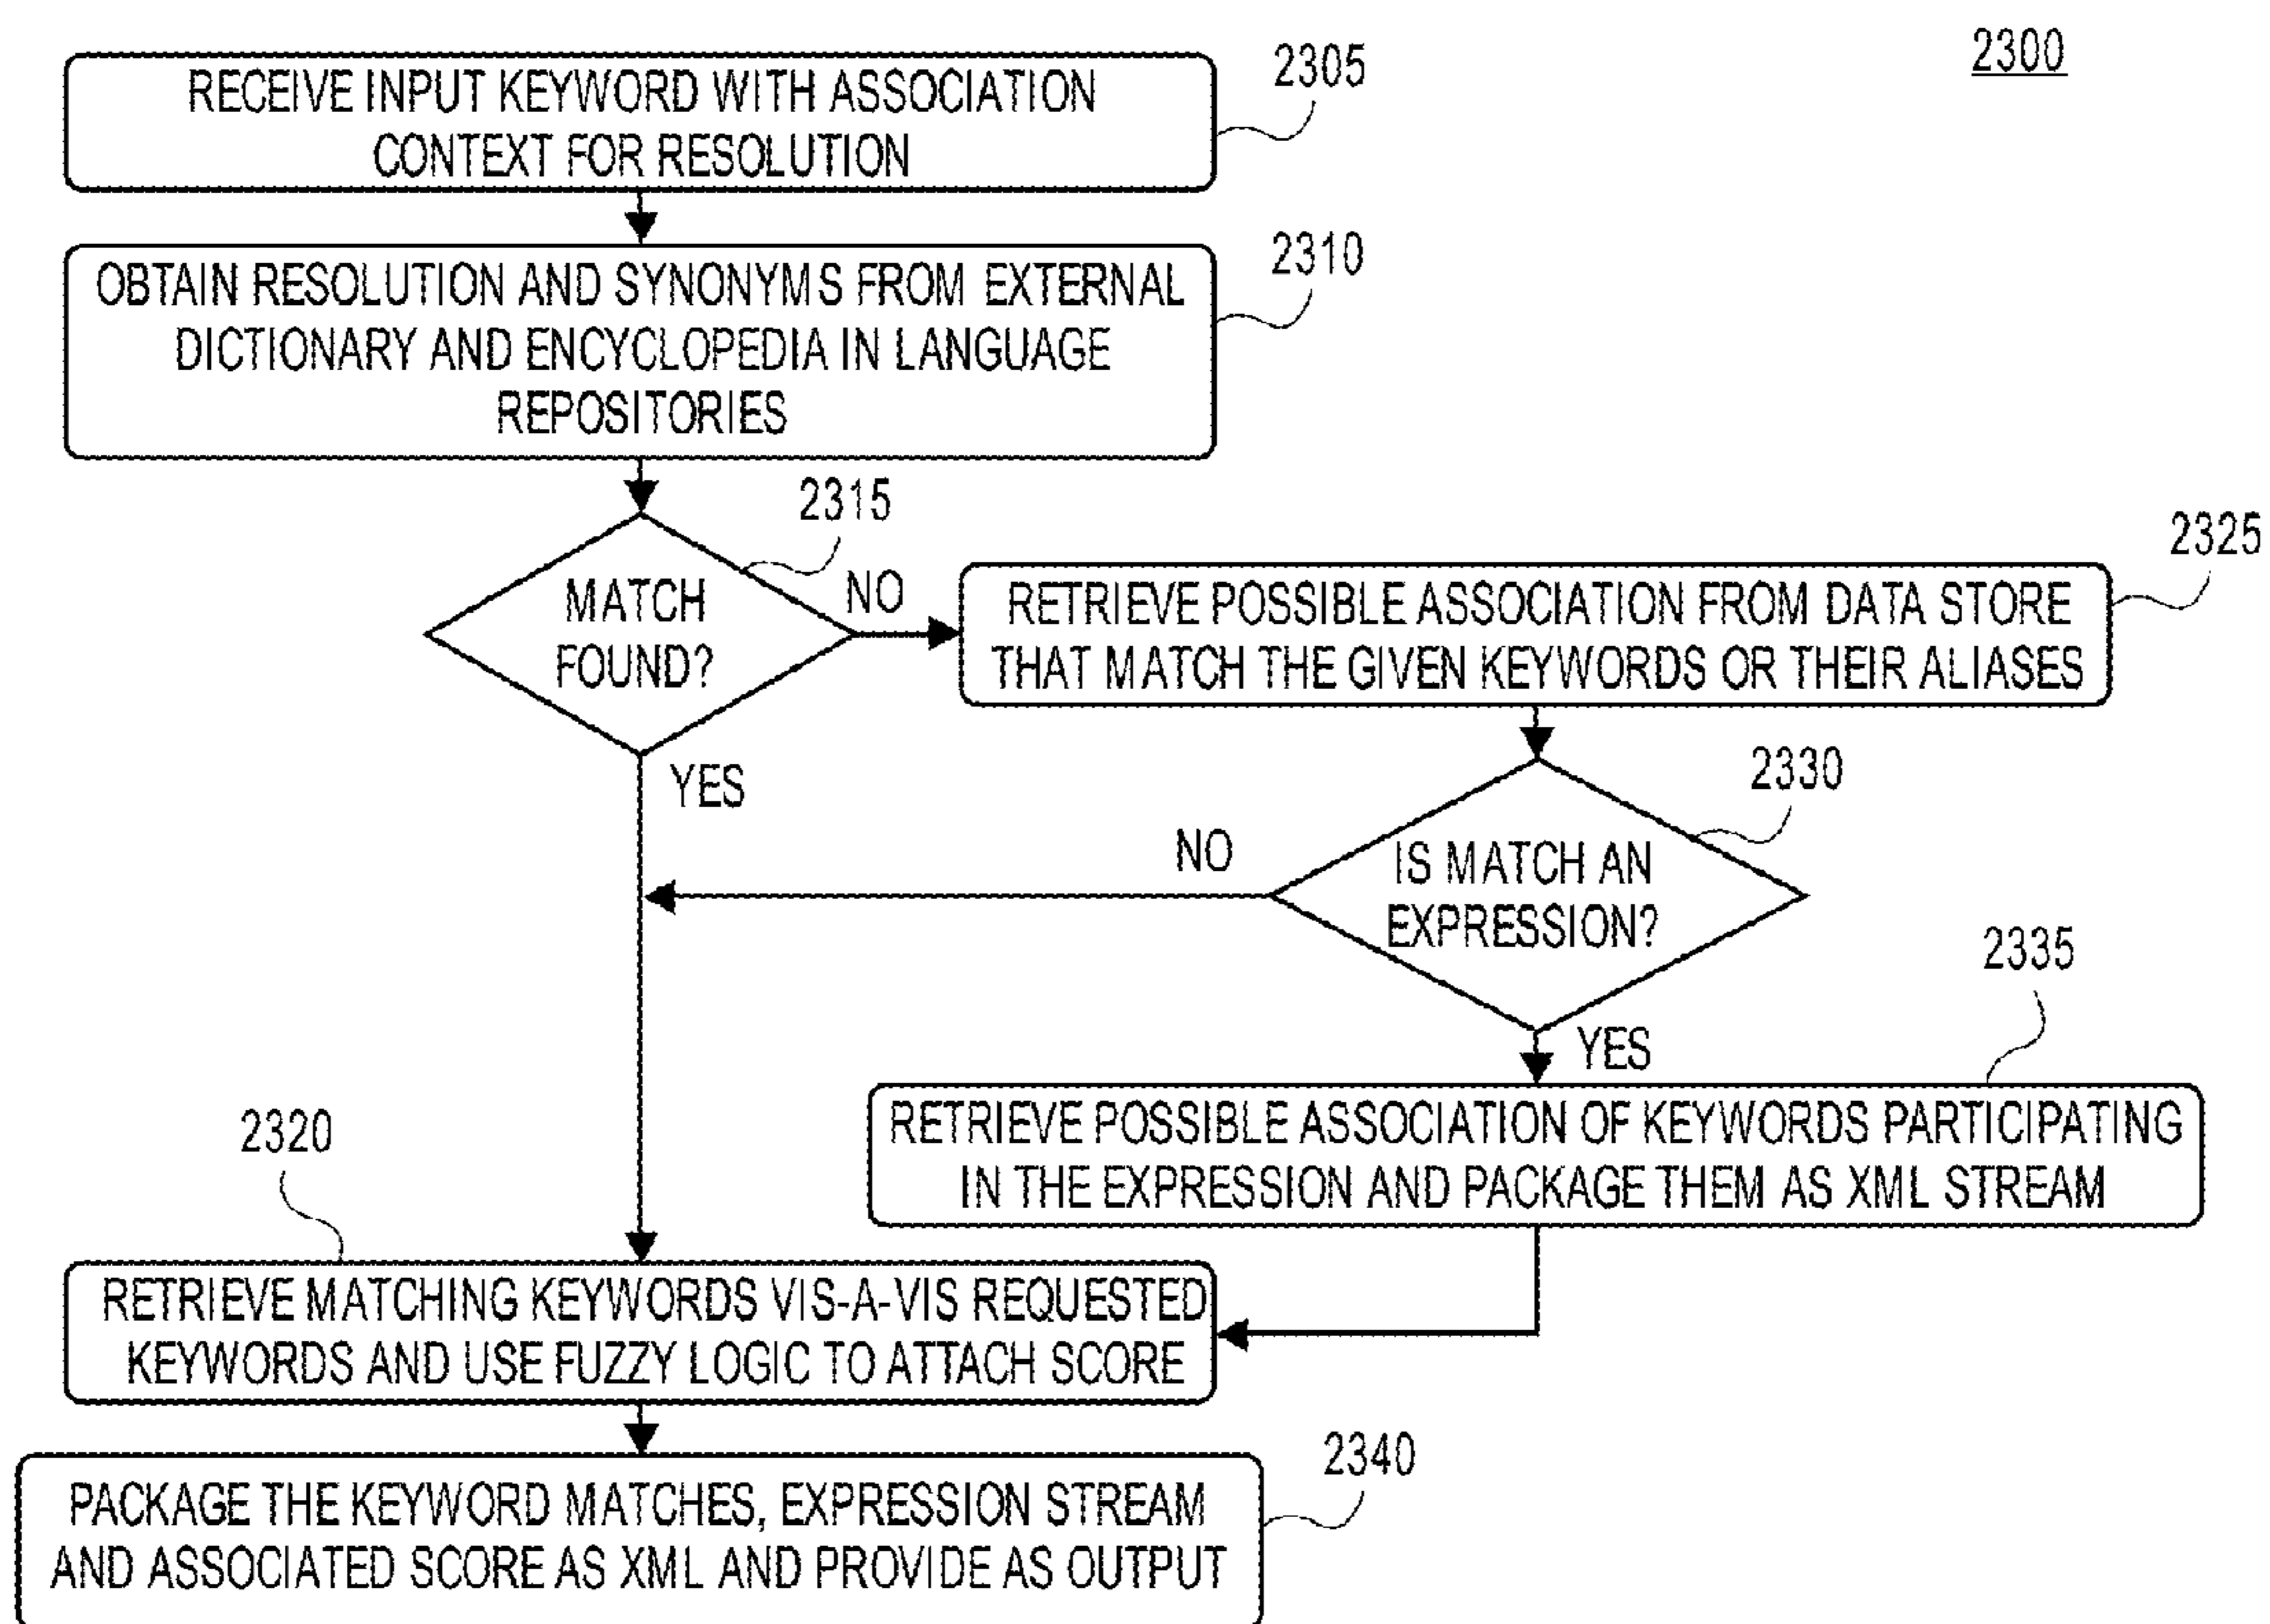 2300
RECEIVE INPUT KEYWORD WITH ASSOCIATION
CONTEXT FOR RESOLUTION
2305
OBTAIN RESOLUTION AND SYNONYMS FROM EXTERNAL
DICTIONARY AND ENCYCLOPEDIA IN LANGUAGE
REPOSITORIES
2310
MATCH
FOUND?
2315
NO
YES
RETRIEVE POSSIBLE ASSOCIATION FROM DATA STORE
THAT MATCH THE GIVEN KEYWORDS OR THEIR ALIASES
2325
IS MATCH AN
EXPRESSION?
2330
NO
YES
RETRIEVE POSSIBLE ASSOCIATION OF KEYWORDS PARTICIPATING
IN THE EXPRESSION AND PACKAGE THEM AS XML STREAM
2335
2320
RETRIEVE MATCHING KEYWORDS VIS-A-VIS REQUESTED
KEYWORDS AND USE FUZZY LOGIC TO ATTACH SCORE
PACKAGE THE KEYWORD MATCHES, EXPRESSION STREAM
AND ASSOCIATED SCORE AS XML AND PROVIDE AS OUTPUT
2340